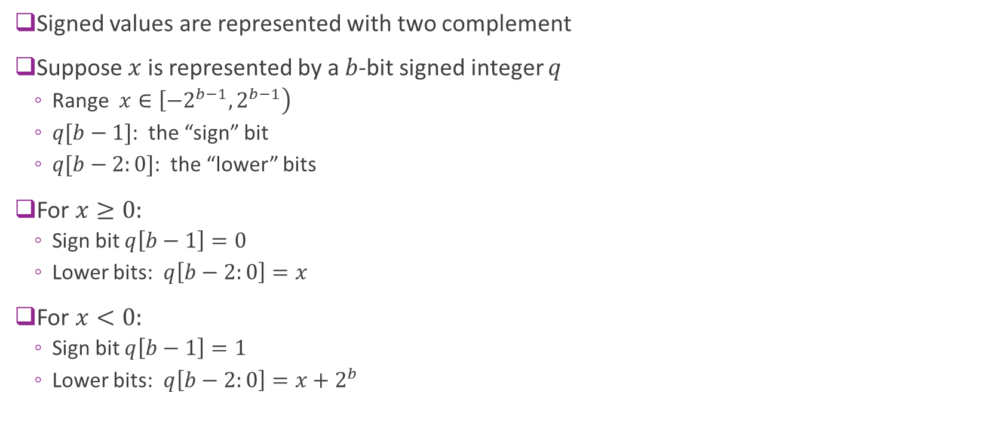 ❑Signed values are represented with two complement
❑Suppose x is represented by a b-bit signed integer q
◦ Range x ∈ [−2^{b−1}, 2^{b−1})
◦ q[b − 1]: the “sign” bit
◦ q[b − 2: 0]: the “lower” bits
❑For x ≥ 0:
◦ Sign bit q[b − 1] = 0
◦ Lower bits: q[b − 2: 0] = x
❑For x < 0:
◦ Sign bit q[b − 1] = 1
◦ Lower bits: q[b − 2: 0] = x + 2^b